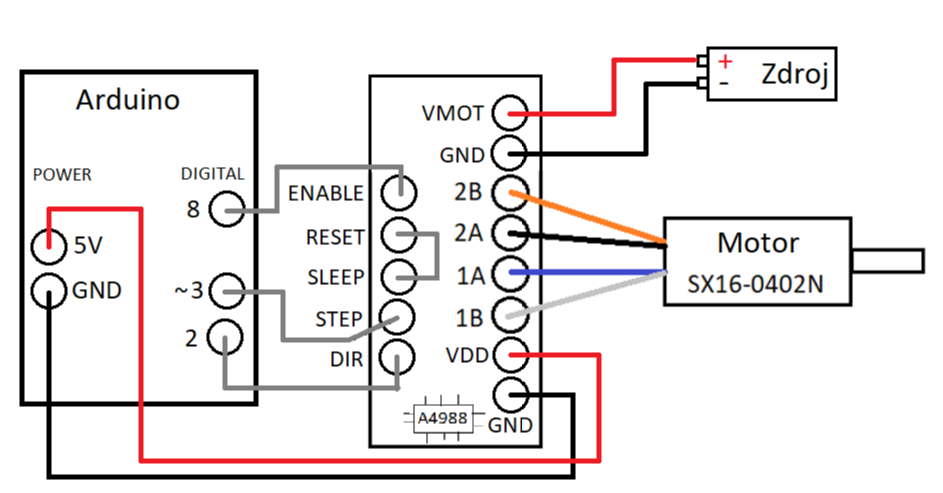 Arduino
POWER
DIGITAL
8
5V
GND
~3
2
ENABLE
RESET
SLEEP
STEP
DIR
A4988
VMOT
GND
2B
2A
1A
1B
VDD
GND
+
-
Zdroj
Motor
SX16-0402N